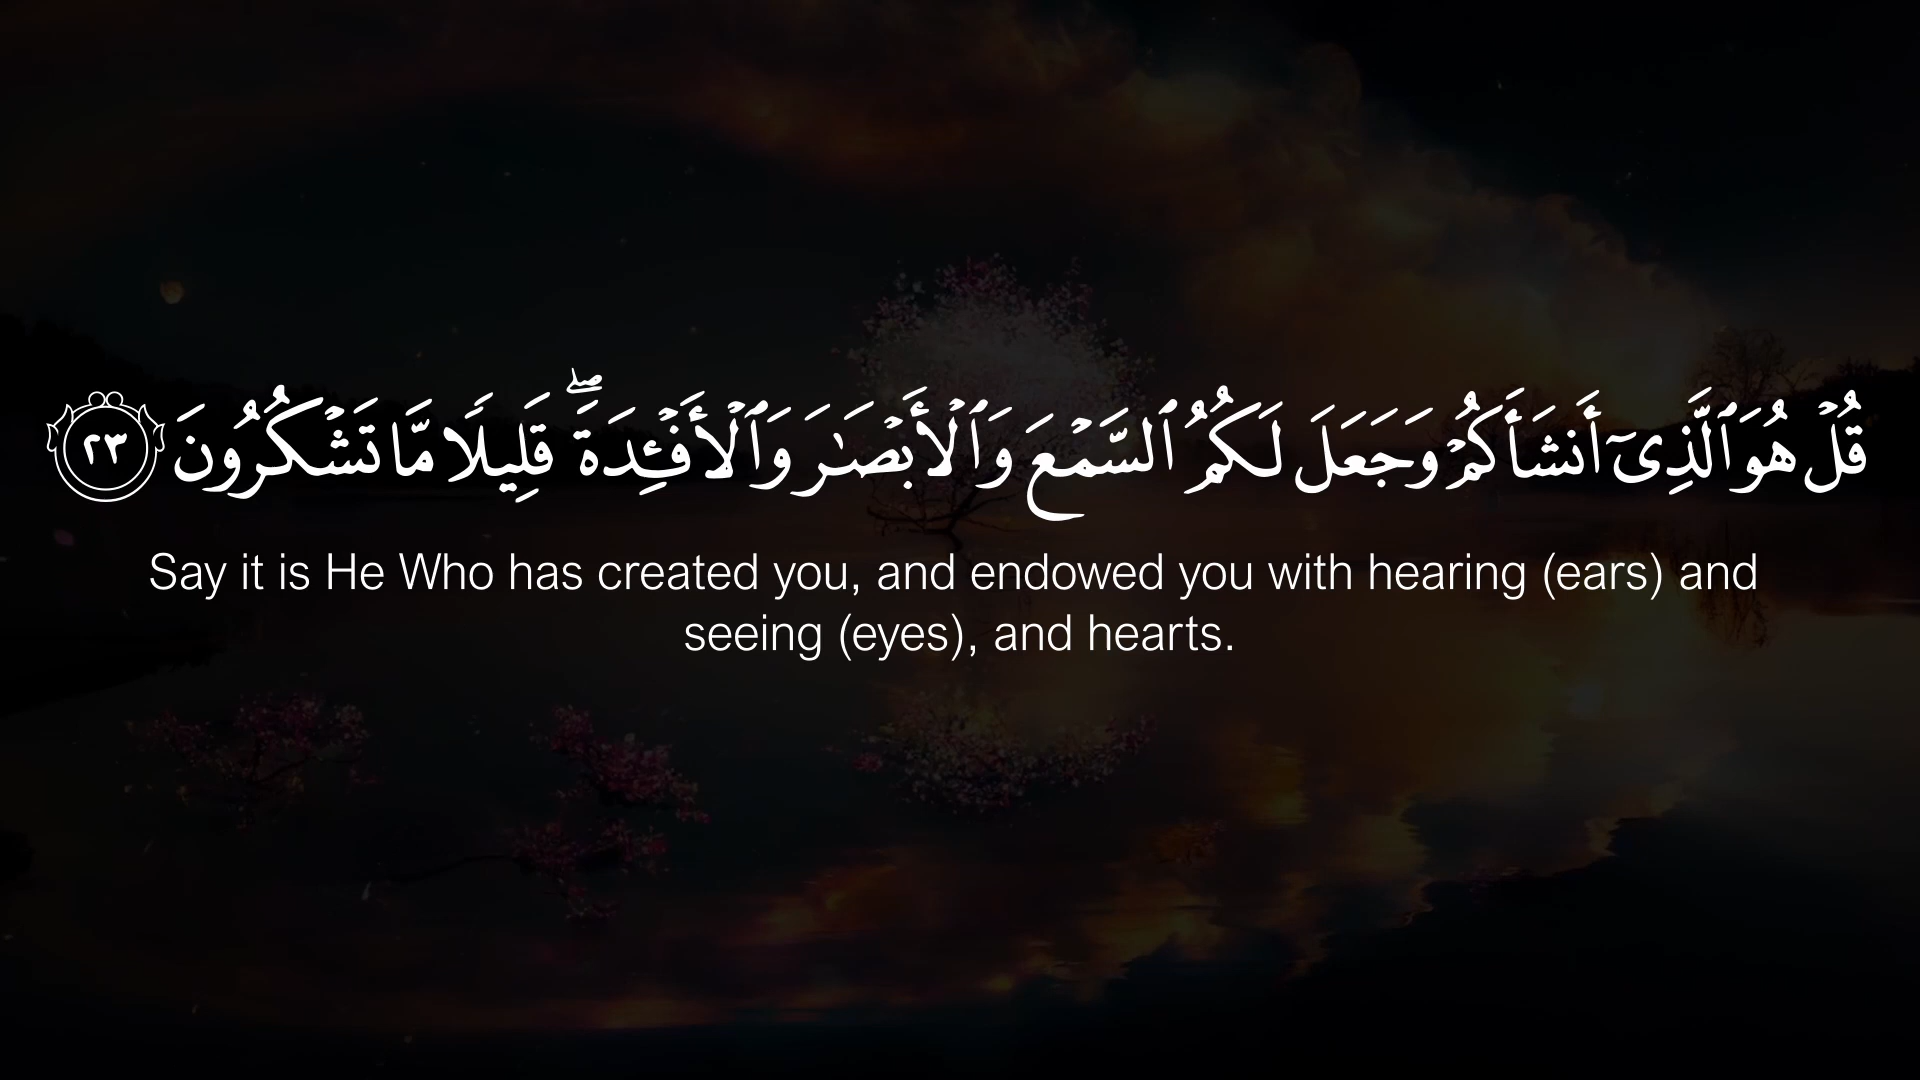 قُلۡ هُوَ ٱلَّذِىٓ أَنشَأَكُمۡ وَجَعَلَ لَكُمُ ٱلسَّمۡعَ وَٱلۡأَبۡصَـٰرَ وَٱلۡأَفۡـِٔدَةَ‌ۖ قَلِيلًا مَّا تَشۡكُرُونَ ٢٣
Say it is He Who has created you, and endowed you with hearing (ears) and
seeing (eyes), and hearts.